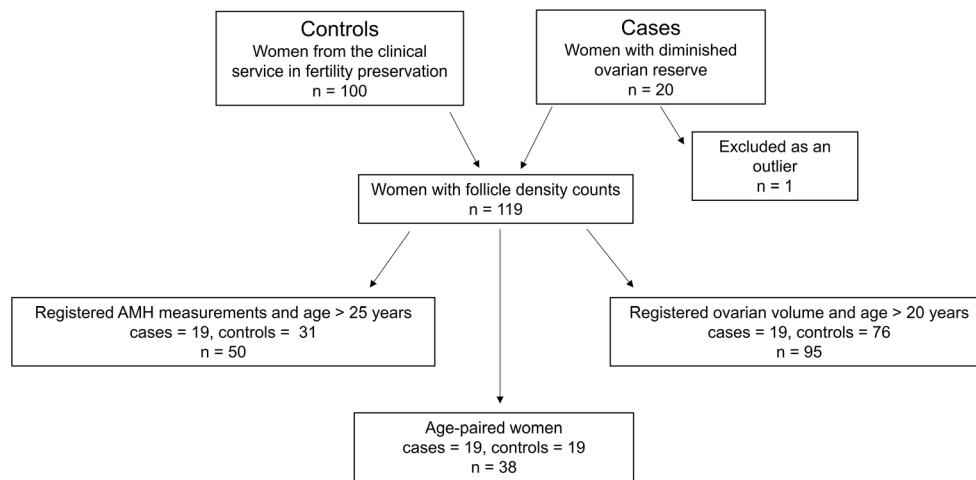 Controls
Women from the clinical
service in fertility preservation
n = 100
Cases
Women with diminished
ovarian reserve
n = 20
Excluded as an
outlier
n = 1
Women with follicle density counts
n = 119
Registered AMH measurements and age > 25 years
cases = 19, controls =  31
n = 50
Registered ovarian volume and age > 20 years
cases = 19, controls = 76
n = 95
Age-paired women
cases = 19, controls = 19
n = 38